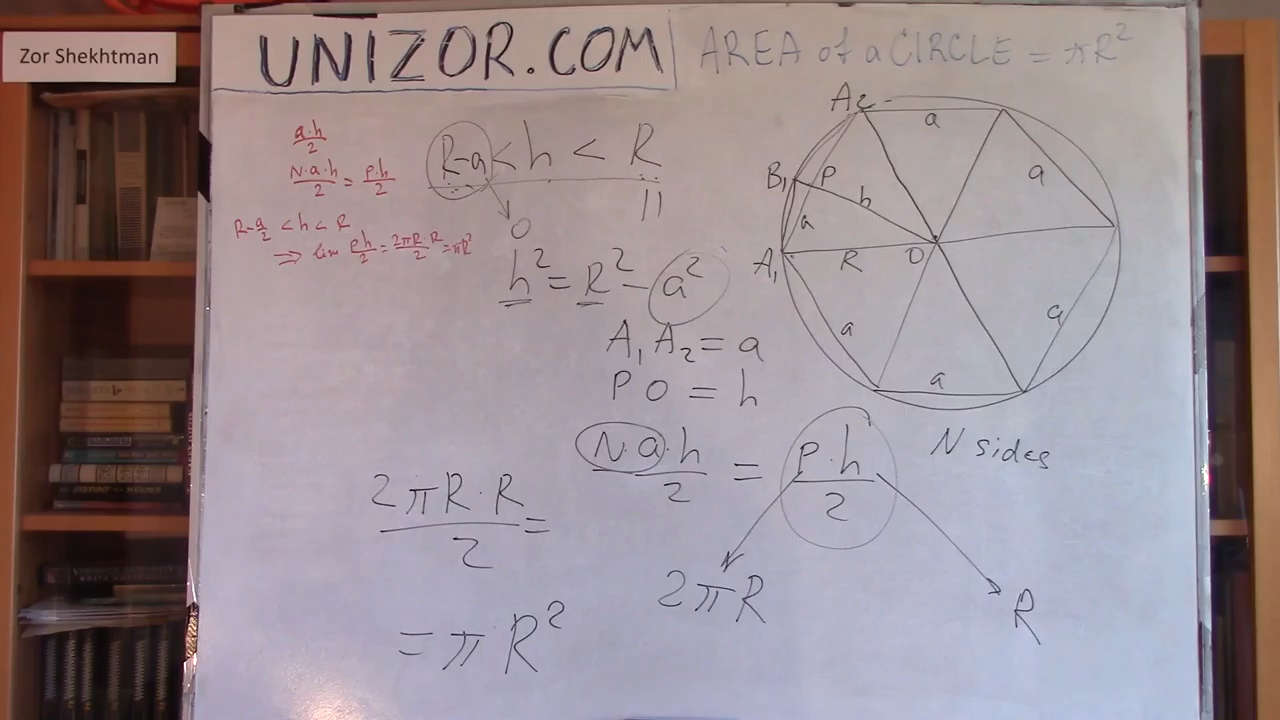 Zor Shekhtman
UNIZOR.COM
AREA of a CIRCLE = πR²
a·h
2
N·a·h = P·h
2 2
R-a/2 < h < R
⇒ lim Ph/2 = 2πR·R/2 = πR²
R-a < h < R
0
h² = R² - a²
A₁A₂ = a
PO = h
N·a·h = P·h
2 2
N sides
2πR
R
2πR·R =
2
= πR²
A₂
a
B₁
P
h
a
a
A₁
R
O
a
a
a